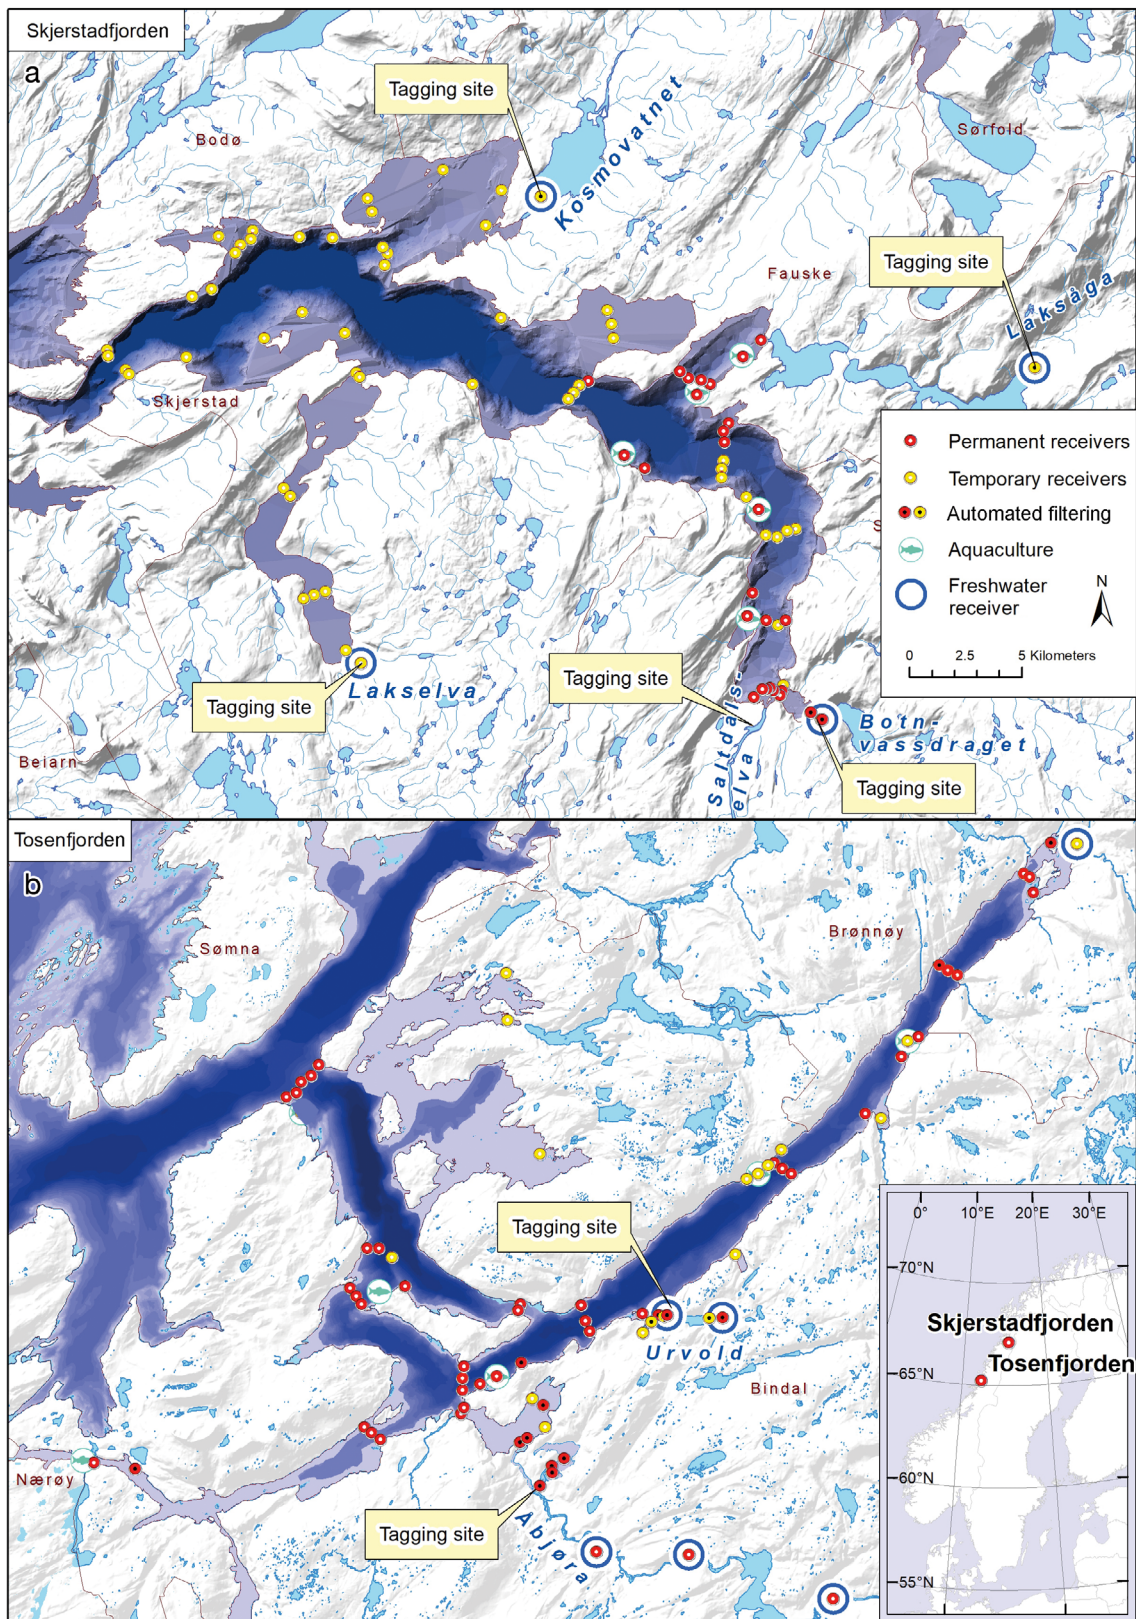 Skjerstadfjorden
a
Tagging site
Kosmovatnet
Bodø
Sørfold
Tagging site
Fauske
Laksåga
Skjerstad
Permanent receivers
Temporary receivers
Automated filtering
Aquaculture
Freshwater
receiver
N
0 2.5 5 Kilometers
S
Tagging site
Lakselva
Tagging site
Saltdals-
elva
Botn-
vassdraget
Beiarn
Tagging site
Tosenfjorden
b
Sømna
Brønnøy
Tagging site
Urvold
Bindal
Nærøy
Tagging site
Åbjøra
0° 10°E 20°E 30°E
70°N
Skjerstadfjorden
Tosenfjorden
65°N
60°N
55°N